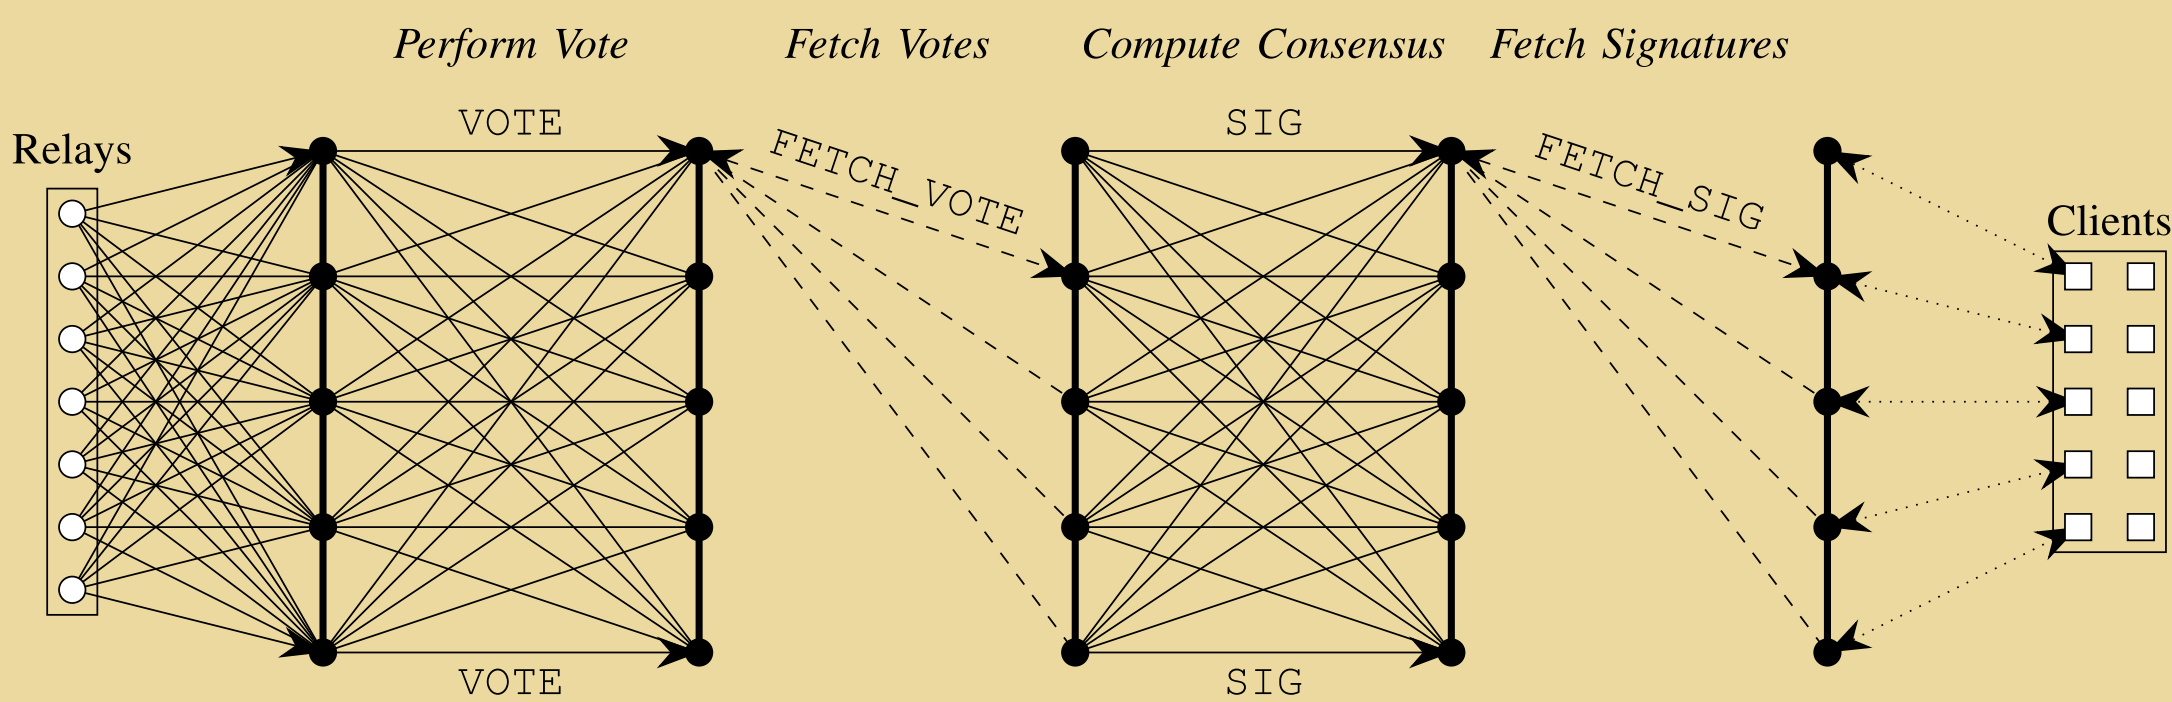 Perform Vote
Fetch Votes
Compute Consensus
Fetch Signatures
Relays
VOTE
FETCH_VOTE
SIG
FETCH_SIG
Clients
VOTE
SIG